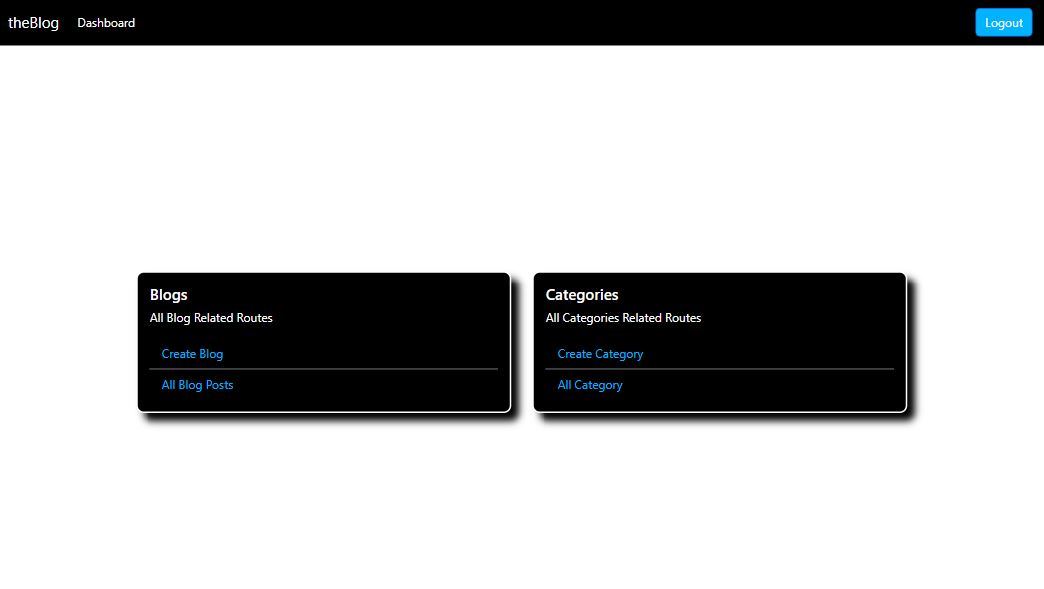 theBlog Dashboard Logout
Blogs
All Blog Related Routes
Create Blog
All Blog Posts
Categories
All Categories Related Routes
Create Category
All Category